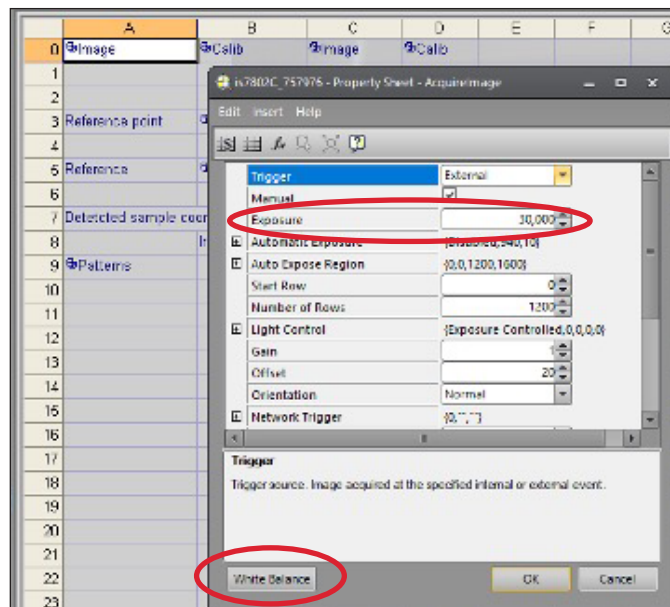 A B C D E F G
0 Image Calib Image Calib
1
2
3 Reference point
4
5 Reference
6
7 Detetcted sample coor
8
9 Patterns
10
11
12
13
14
15
16
17
18
19
20
21
22
23
is7802C_757976 - Property Sheet - AcquireImage
Edit Insert Help
Trigger External
Manual
Exposure 30,000
Automatic Exposure
Auto Expose Region {0,0,1200,1600}
Start Row 0
Number of Rows 1200
Light Control {Exposure Controlled,0,0,0,0}
Gain 1
Offset 20
Orientation Normal
Network Trigger {0,"",""}
Trigger
Trigger source. Image acquired at the specified internal or external event.
White Balance OK Cancel